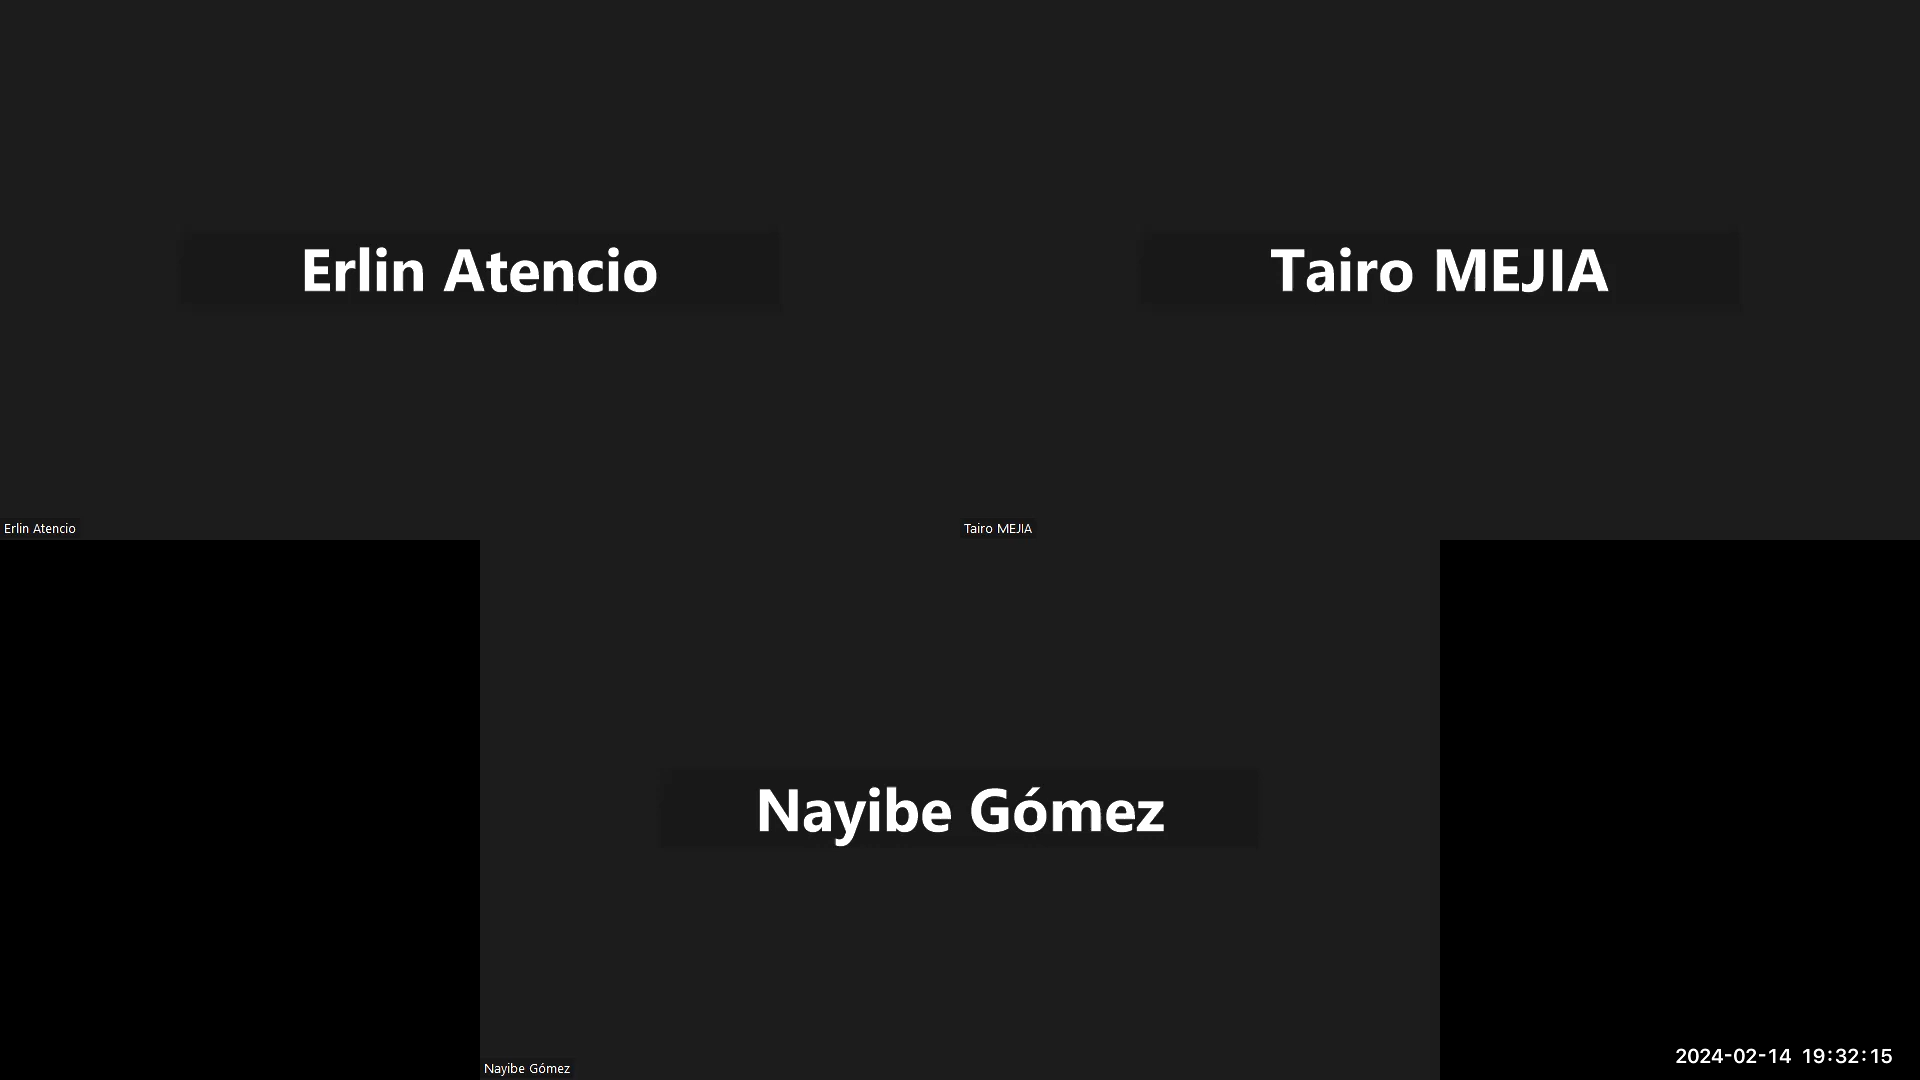 Erlin Atencio
Tairo MEJIA
Erlin Atencio
Tairo MEJIA
Nayibe Gómez
Nayibe Gómez
2024-02-14 19:32:15